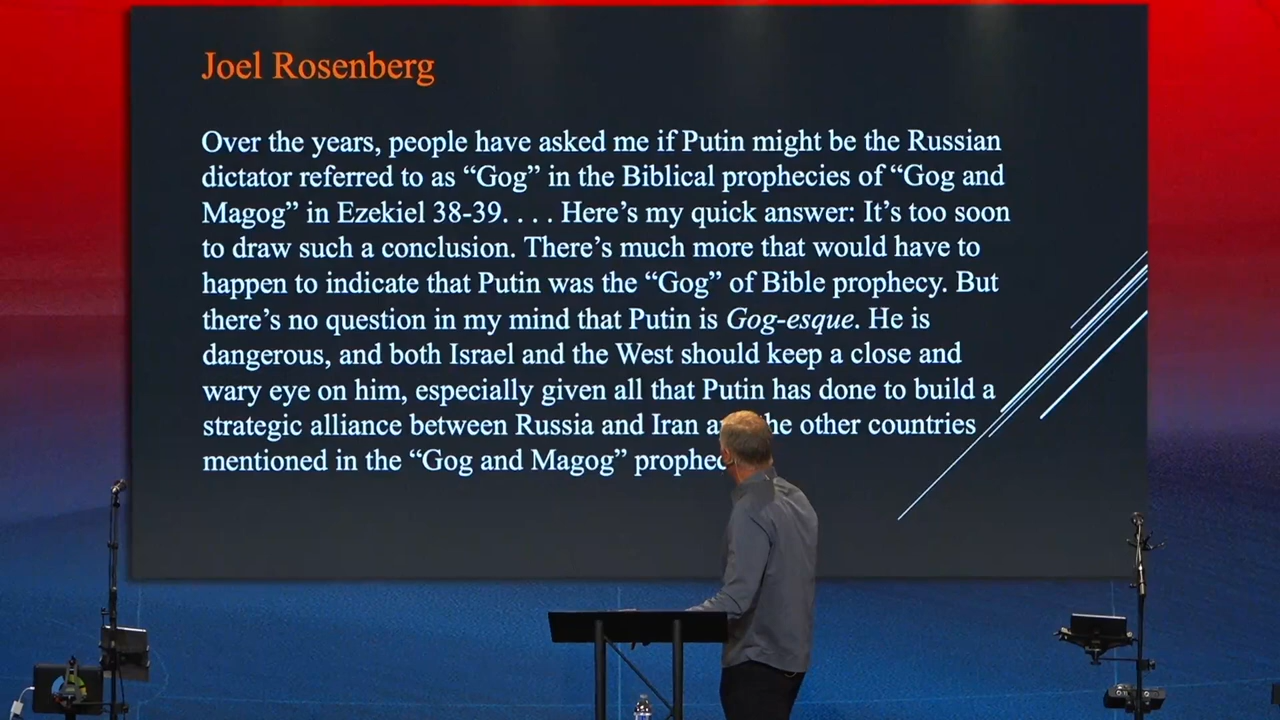 Joel Rosenberg
Over the years, people have asked me if Putin might be the Russian
dictator referred to as “Gog” in the Biblical prophecies of “Gog and
Magog” in Ezekiel 38-39. . . . Here’s my quick answer: It’s too soon
to draw such a conclusion. There’s much more that would have to
happen to indicate that Putin was the “Gog” of Bible prophecy. But
there’s no question in my mind that Putin is Gog-esque. He is
dangerous, and both Israel and the West should keep a close and
wary eye on him, especially given all that Putin has done to build a
strategic alliance between Russia and Iran other countries
mentioned in the “Gog and Magog”